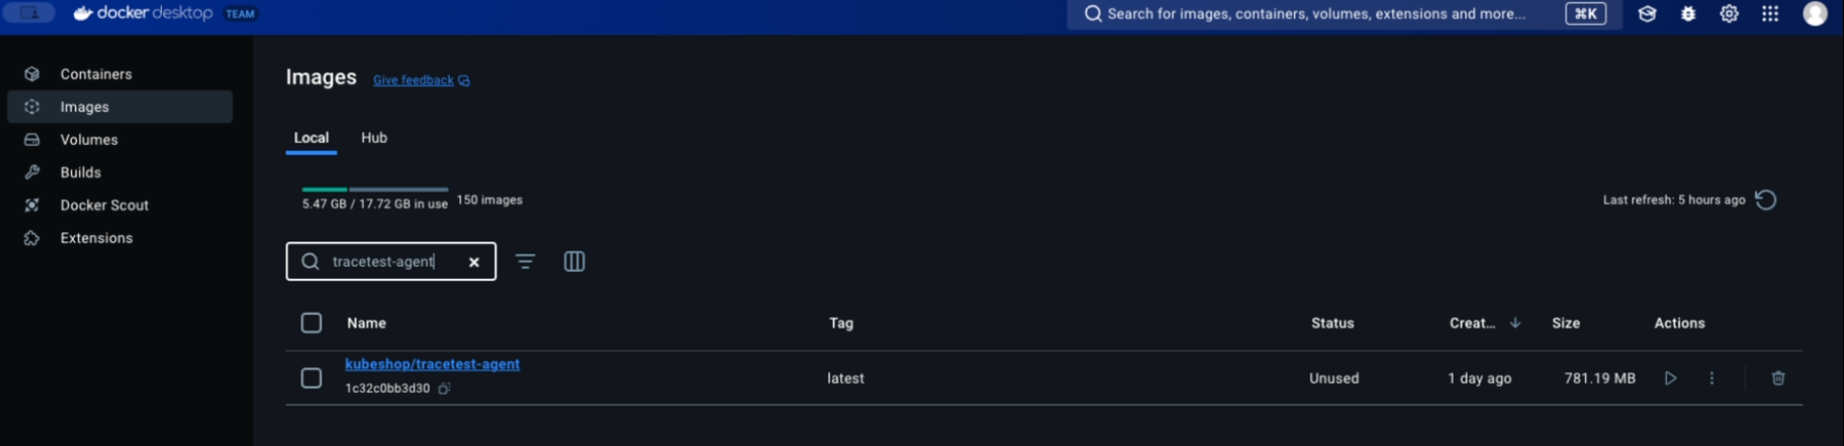 docker desktop TEAM
Search for images, containers, volumes, extensions and more... ⌘K
Containers
Images
Volumes
Builds
Docker Scout
Extensions
Images Give feedback
Local Hub
5.47 GB / 17.72 GB in use 150 images
Last refresh: 5 hours ago
tracetest-agent
Name Tag Status Creat... Size Actions
kubeshop/tracetest-agent
1c32c0bb3d30
latest Unused 1 day ago 781.19 MB